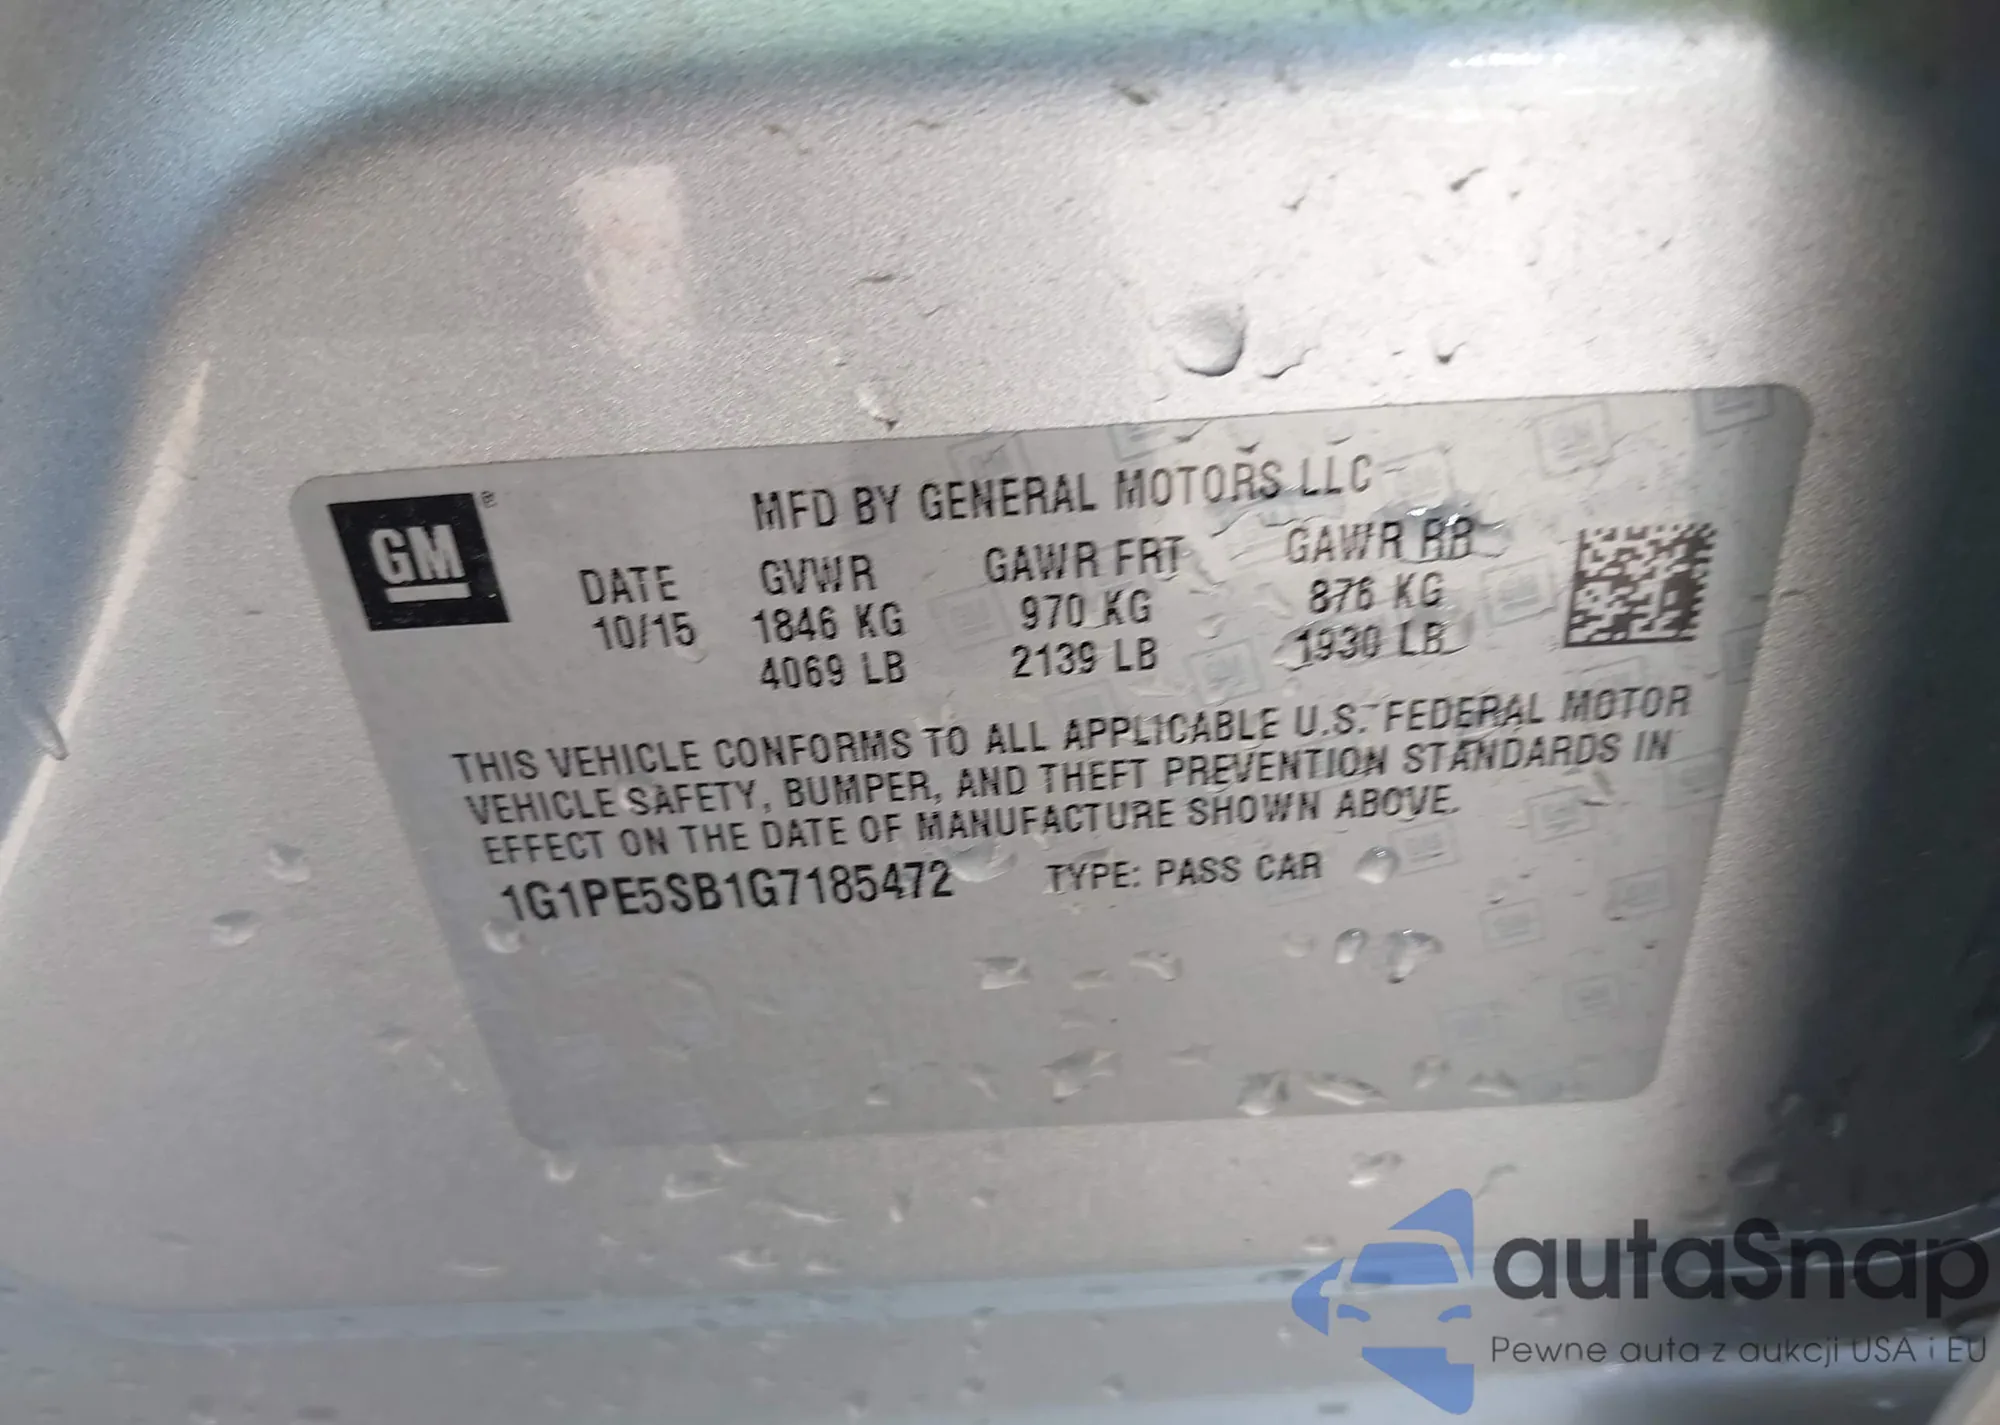 GM ®
MFD BY GENERAL MOTORS LLC
DATE GVWR GAWR FRT GAWR RR
10/15 1846 KG 970 KG 876 KG
4069 LB 2139 LB 1930 LB
THIS VEHICLE CONFORMS TO ALL APPLICABLE U.S. FEDERAL MOTOR
VEHICLE SAFETY, BUMPER, AND THEFT PREVENTION STANDARDS IN
EFFECT ON THE DATE OF MANUFACTURE SHOWN ABOVE.
1G1PE5SB1G7185472 TYPE: PASS CAR
autaSnap
Pewne auta z aukcji USA i EU